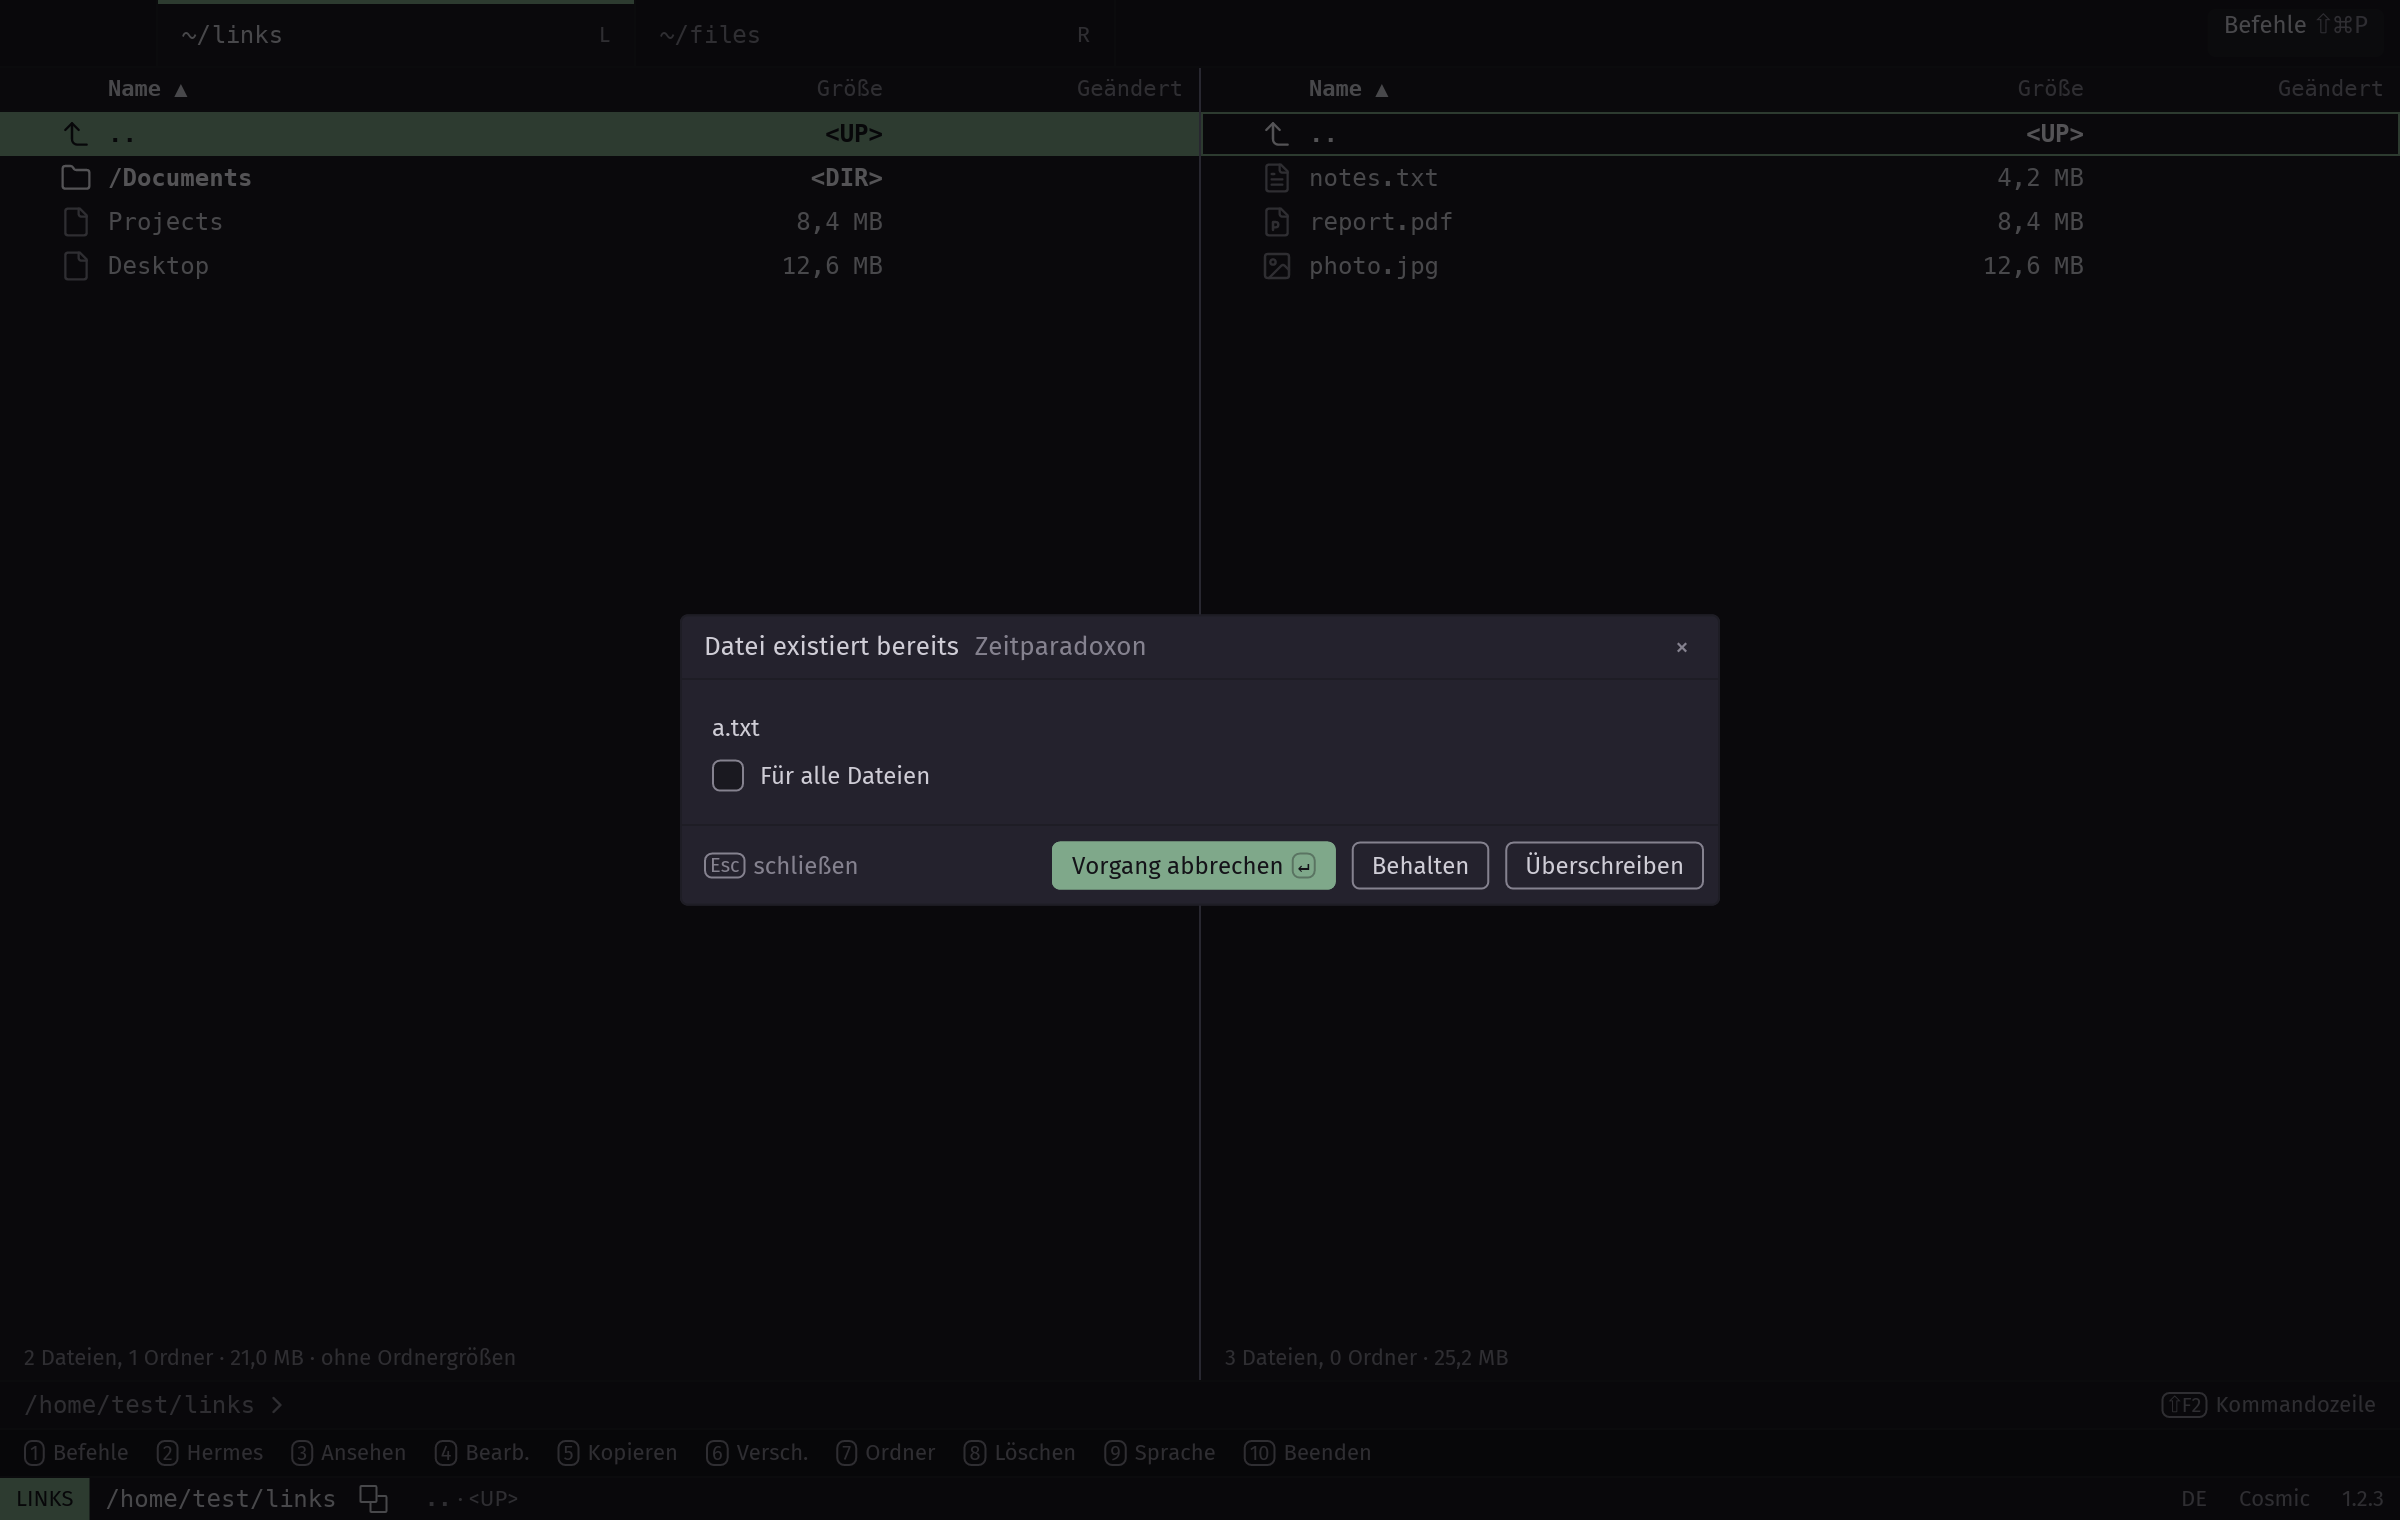 ~/links L ~/files R Befehle ⇧⌘P
Name ▲ Größe Geändert Name ▲ Größe Geändert
.. <UP> .. <UP>
/Documents <DIR> notes.txt 4,2 MB
Projects 8,4 MB report.pdf 8,4 MB
Desktop 12,6 MB photo.jpg 12,6 MB
Datei existiert bereits Zeitparadoxon ×
a.txt
Für alle Dateien
Esc schließen Vorgang abbrechen ↵ Behalten Überschreiben
2 Dateien, 1 Ordner · 21,0 MB · ohne Ordnergrößen 3 Dateien, 0 Ordner · 25,2 MB
/home/test/links > ⇧F2 Kommandozeile
1 Befehle 2 Hermes 3 Ansehen 4 Bearb. 5 Kopieren 6 Versch. 7 Ordner 8 Löschen 9 Sprache 10 Beenden
LINKS /home/test/links .. · <UP> DE Cosmic 1.2.3